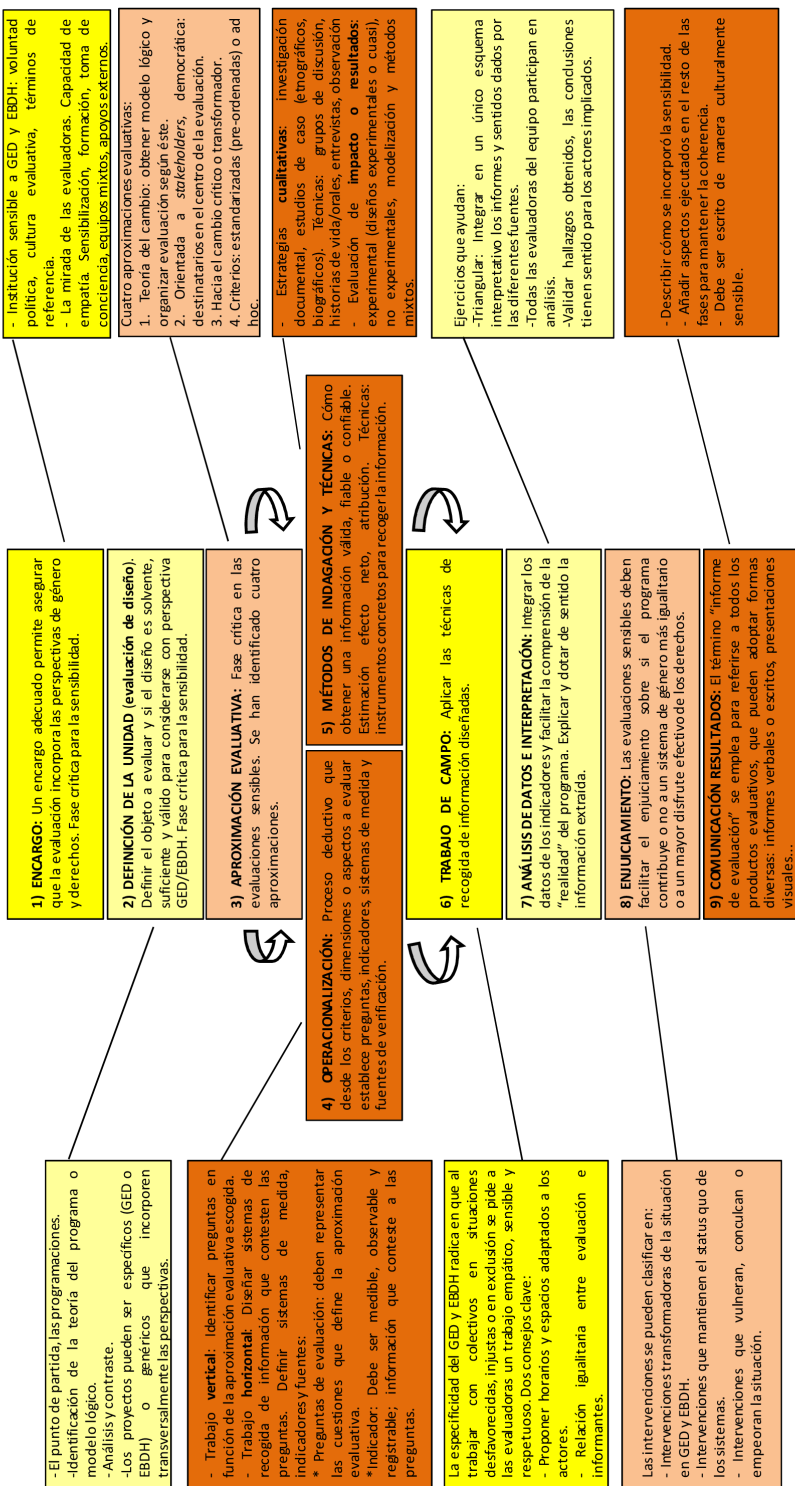 - El punto de partida, las programaciones.
-Identificación de la teoría del programa o
modelo lógico.
- Análisis y contraste.
-Los proyectos pueden ser específicos (GED o
EBDH) o genéricos que incorporen
transversalmente las perspectivas.
- Trabajo vertical: Identificar preguntas en
función de la aproximación evaluativa escogida.
- Trabajo horizontal: Diseñar sistemas de
recogida de información que contesten las
preguntas. Definir sistemas de medida,
indicadores y fuentes:
* Preguntas de evaluación: deben representar
las cuestiones que define la aproximación
evaluativa.
* Indicador: Debe ser medible, observable y
registrable; información que conteste a las
preguntas.
La especificidad del GED y EBDH radica en que al
trabajar con colectivos en situaciones
desfavorecidas, injustas o en exclusión se pide a
las evaluadoras un trabajo empático, sensible y
respetuoso. Dos consejos clave:
- Proponer horarios y espacios adaptados a los
actores.
- Relación igualitaria entre evaluación e
informantes.
Las intervenciones se pueden clasificar en:
- Intervenciones transformadoras de la situación
en GED y EBDH.
- Intervenciones que mantienen el status quo de
los sistemas.
- Intervenciones que vulneran, conculcan o
empeoran la situación.
1) ENCARGO: Un encargo adecuado permite asegurar
que la evaluación incorpora las perspectivas de género
y derechos. Fase crítica para la sensibilidad.
2) DEFINICIÓN DE LA UNIDAD (evaluación de diseño).
Definir el objeto a evaluar y si el diseño es solvente,
suficiente y válido para considerarse con perspectiva
GED/EBDH. Fase crítica para la sensibilidad.
3) APROXIMACIÓN EVALUATIVA: Fase crítica en las
evaluaciones sensibles. Se han identificado cuatro
aproximaciones.
4) OPERACIONALIZACIÓN: Proceso deductivo que
desde los criterios, dimensiones o aspectos a evaluar
establece preguntas, indicadores, sistemas de medida y
fuentes de verificación.
5) MÉTODOS DE INDAGACIÓN Y TÉCNICAS: Cómo
obtener una información válida, fiable o confiable.
Estimación efecto neto, atribución. Técnicas:
instrumentos concretos para recoger la información.
6) TRABAJO DE CAMPO: Aplicar las técnicas de
recogida de información diseñadas.
7) ANÁLISIS DE DATOS E INTERPRETACIÓN: Integrar los
datos de los indicadores y facilitar la comprensión de la
“realidad” del programa. Explicar y dotar de sentido la
información extraída.
8) ENJUICIAMIENTO: Las evaluaciones sensibles deben
facilitar el enjuiciamiento sobre si el programa
contribuye o no a un sistema de género más igualitario
o a un mayor disfrute efectivo de los derechos.
9) COMUNICACIÓN RESULTADOS: El término “informe
de evaluación” se emplea para referirse a todos los
productos evaluativos, que pueden adoptar formas
diversas: informes verbales o escritos, presentaciones
visuales...
- Institución sensible a GED y EBDH: voluntad
política, cultura evaluativa, términos de
referencia.
- La mirada de las evaluadoras. Capacidad de
empatía. Sensibilización, formación, toma de
conciencia, equipos mixtos, apoyos externos.
Cuatro aproximaciones evaluativas:
1. Teoría del cambio: obtener modelo lógico y
organizar evaluación según éste.
2. Orientada a stakeholders, democrática:
destinatarios en el centro de la evaluación.
3. Hacia el cambio crítico o transformador.
4. Criterios: estandarizadas (pre-ordenadas) o ad
hoc.
- Estrategias cualitativas: investigación
documental, estudios de caso (etnográficos,
biográficos). Técnicas: grupos de discusión,
historias de vida/orales, entrevistas, observación
- Evaluación de impacto o resultados:
experimental (diseños experimentales o cuasi),
no experimentales, modelización y métodos
mixtos.
Ejercicios que ayudan:
-Triangular: Integrar en un único esquema
interpretativo los informes y sentidos dados por
las diferentes fuentes.
-Todas las evaluadoras del equipo participan en
análisis.
-Validar hallazgos obtenidos, las conclusiones
tienen sentido para los actores implicados.
- Describir cómo se incorporó la sensibilidad.
- Añadir aspectos ejecutados en el resto de las
fases para mantener la coherencia.
- Debe ser escrito de manera culturalmente
sensible.